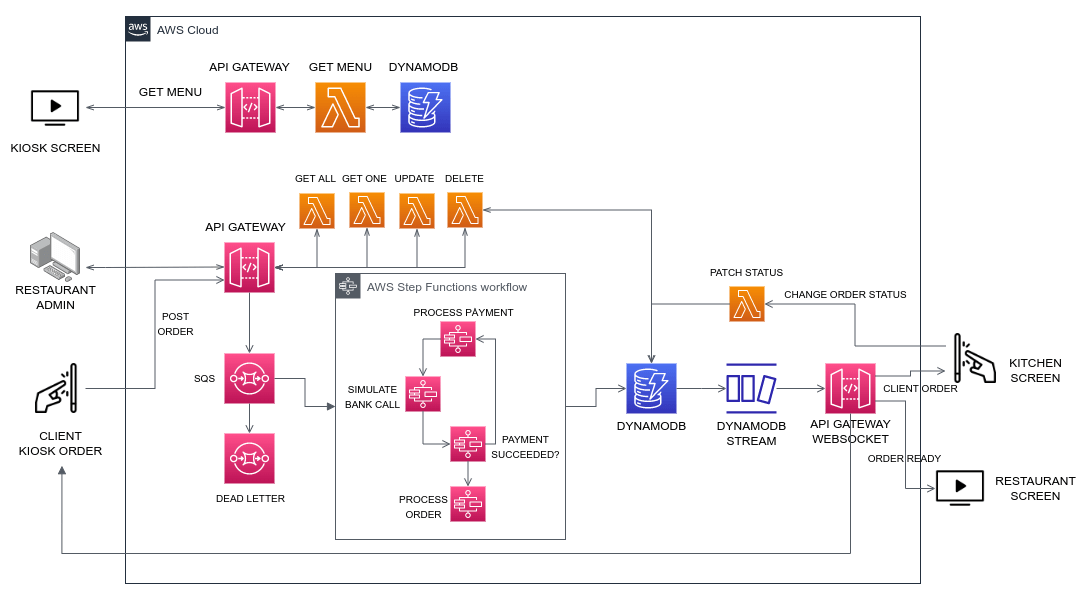 aws
AWS Cloud
API GATEWAY
GET MENU
DYNAMODB
GET MENU
KIOSK SCREEN
GET ALL
GET ONE
UPDATE
DELETE
API GATEWAY
RESTAURANT
ADMIN
AWS Step Functions workflow
PATCH STATUS
CHANGE ORDER STATUS
POST
ORDER
PROCESS PAYMENT
SQS
SIMULATE
BANK CALL
KITCHEN
SCREEN
CLIENT ORDER
CLIENT
KIOSK ORDER
PAYMENT
SUCCEEDED?
DYNAMODB
DYNAMODB
STREAM
API GATEWAY
WEBSOCKET
ORDER READY
DEAD LETTER
PROCESS
ORDER
RESTAURANT
SCREEN